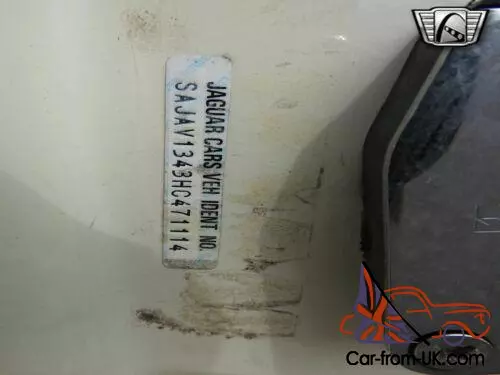 JAGUAR CARS VEH IDENT NO.
SAJAV1343HC471114
Car-from-UK.com